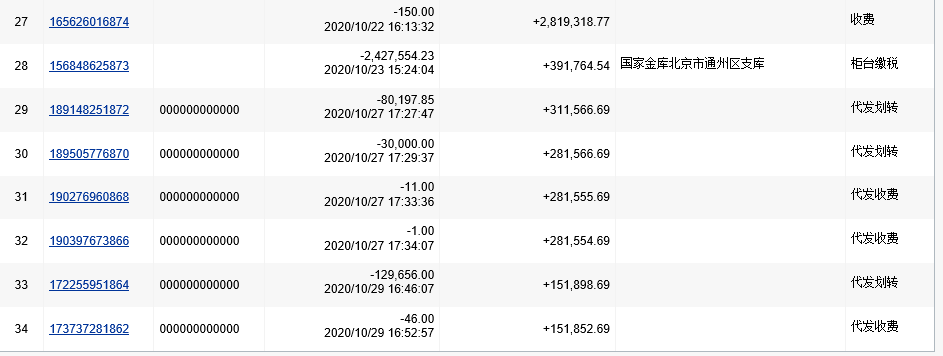 27 165626016874 -150.00 +2,819,318.77 收费
2020/10/22 16:13:32
28 156848625873 -2,427,554.23 +391,764.54 国家金库北京市通州区支库 柜台缴税
2020/10/23 15:24:04
29 189148251872 000000000000 -80,197.85 +311,566.69 代发划转
2020/10/27 17:27:47
30 189505776870 000000000000 -30,000.00 +281,566.69 代发划转
2020/10/27 17:29:37
31 190276960868 000000000000 -11.00 +281,555.69 代发收费
2020/10/27 17:33:36
32 190397673866 000000000000 -1.00 +281,554.69 代发收费
2020/10/27 17:34:07
33 172255951864 000000000000 -129,656.00 +151,898.69 代发划转
2020/10/29 16:46:07
34 173737281862 000000000000 -46.00 +151,852.69 代发收费
2020/10/29 16:52:57